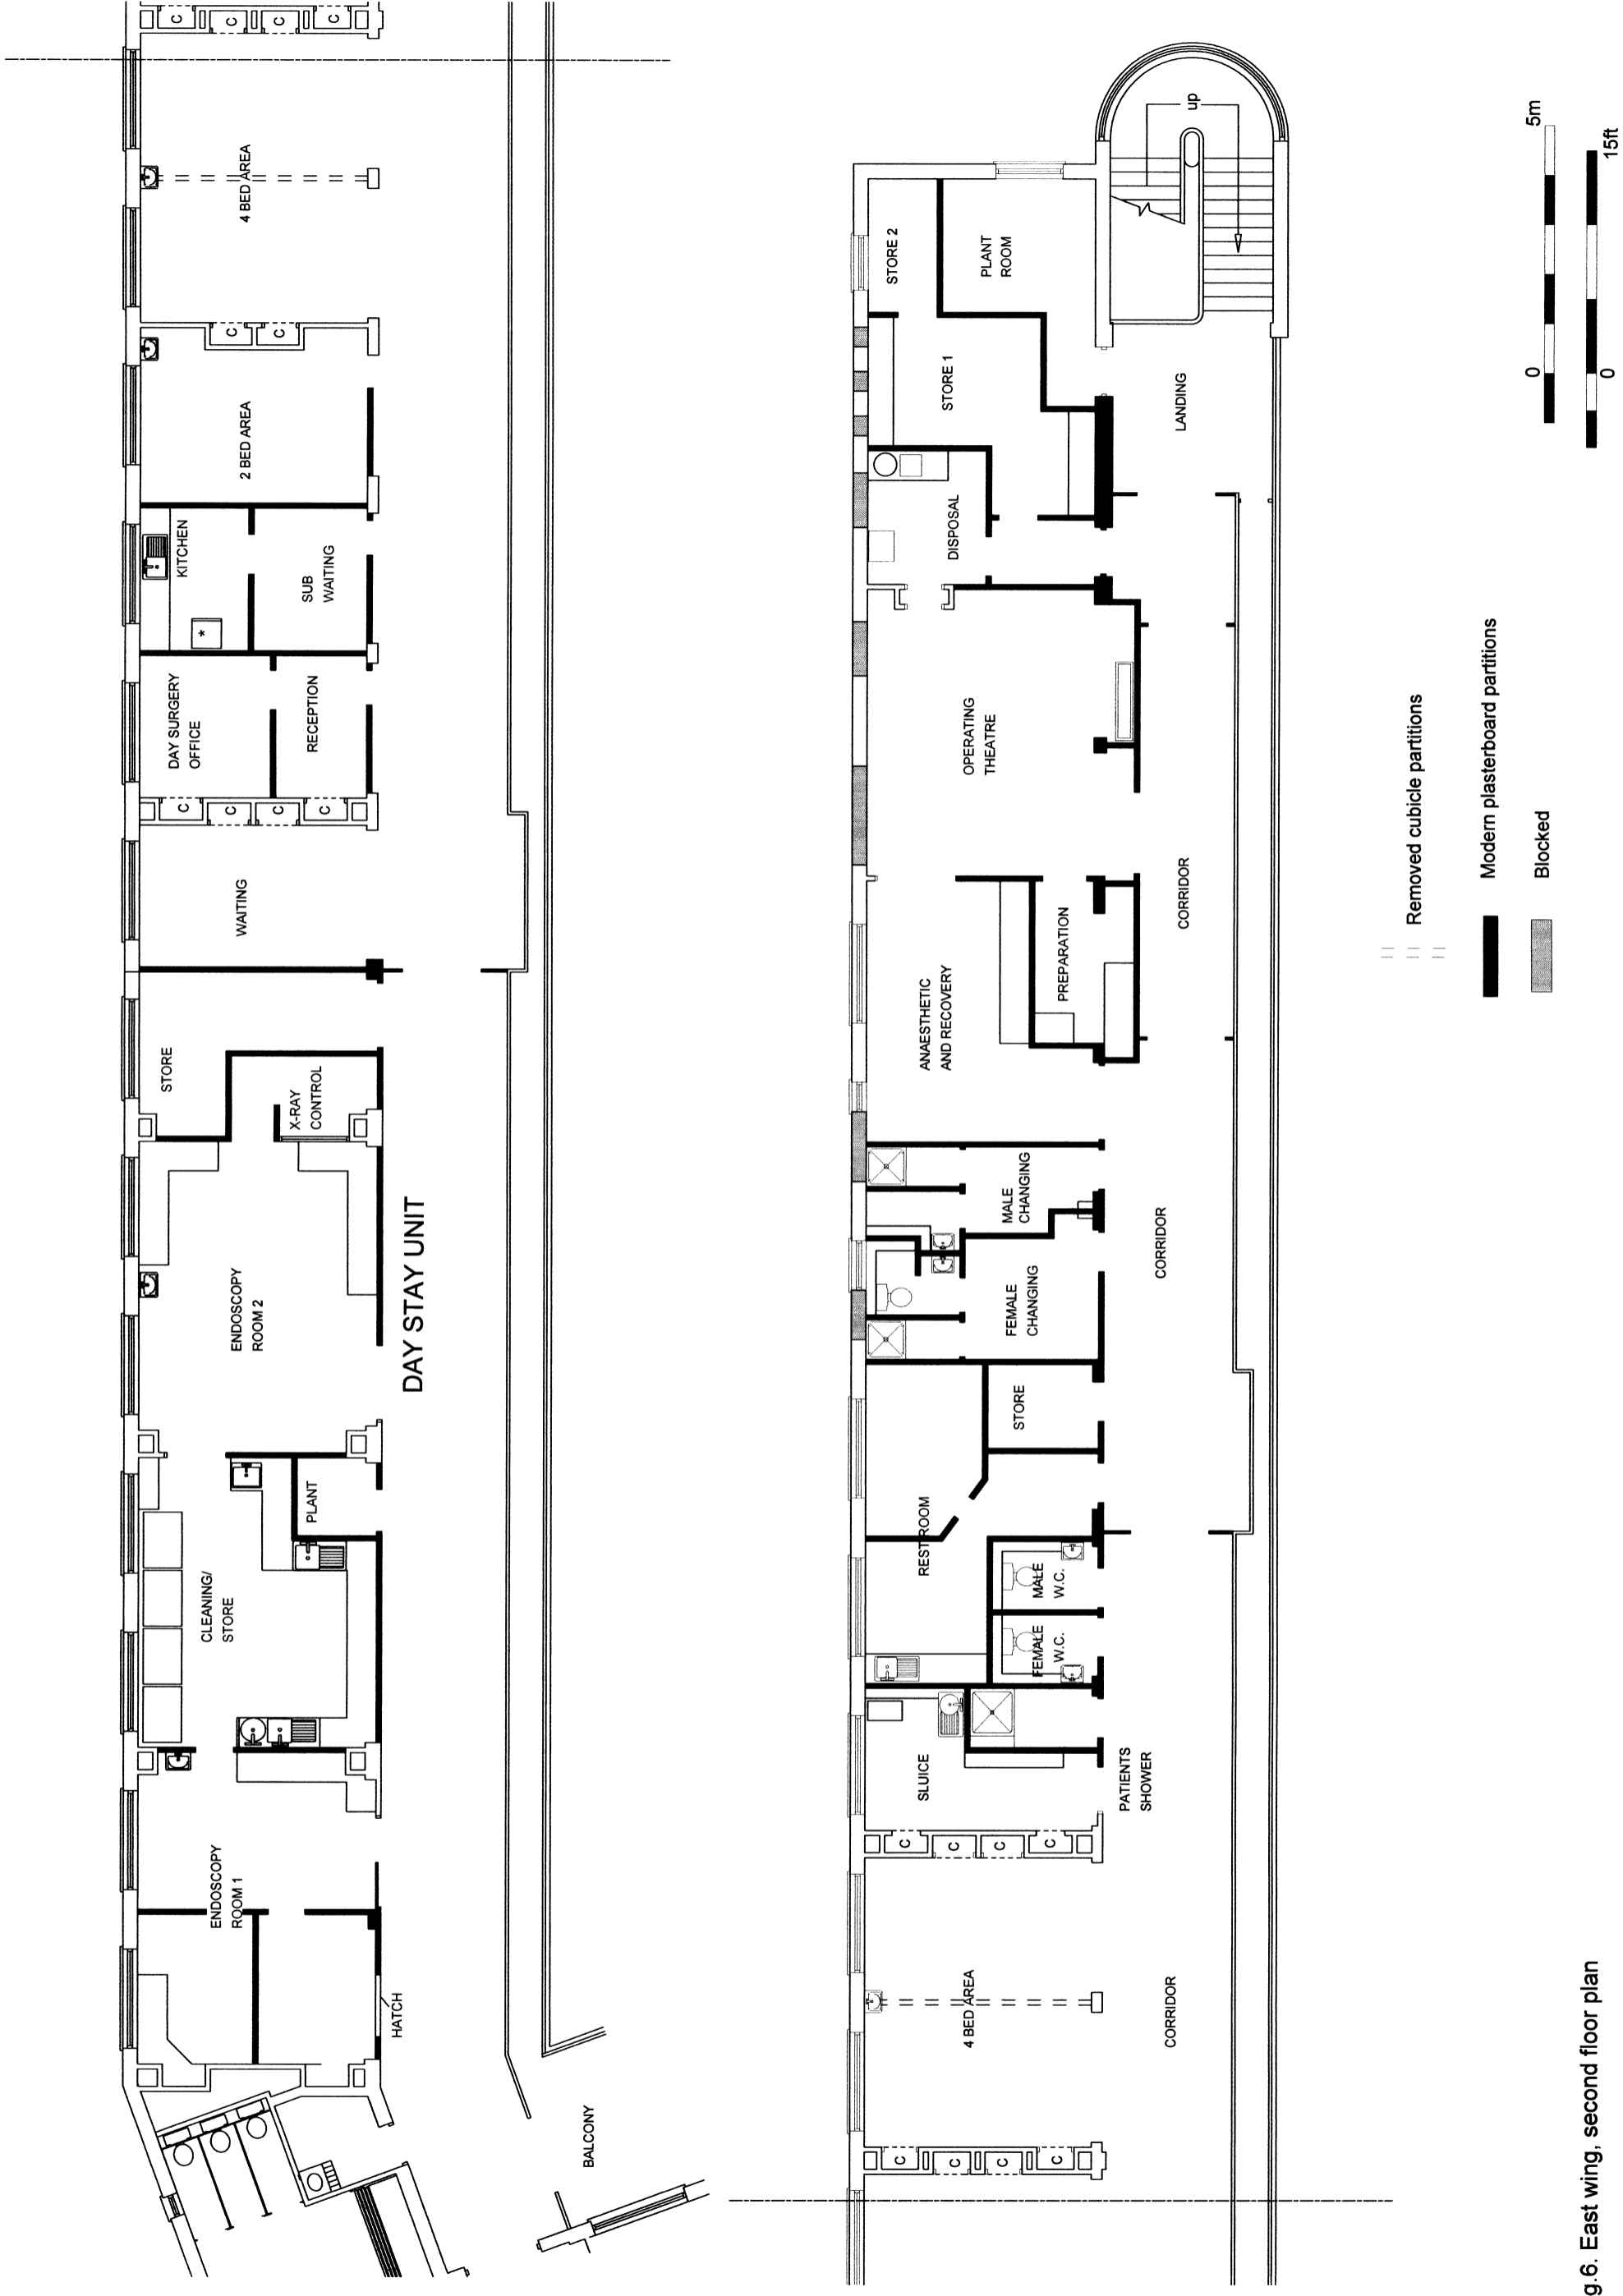 ENDOSCOPY
ROOM 1
HATCH
CLEANING/
STORE
PLANT
ENDOSCOPY
ROOM 2
X-RAY
CONTROL
STORE
WAITING
C
C
C
C
DAY SURGERY
OFFICE
RECEPTION
KITCHEN
*
SUB
WAITING
2 BED AREA
C
C
4 BED AREA
C
C
C
C
DAY STAY UNIT
BALCONY
C
C
C
C
4 BED AREA
CORRIDOR
C
C
C
C
SLUICE
PATIENTS
SHOWER
FEMALE
W.C.
MALE
W.C.
RESTROOM
STORE
FEMALE
CHANGING
MALE
CHANGING
CORRIDOR
ANAESTHETIC
AND RECOVERY
PREPARATION
CORRIDOR
OPERATING
THEATRE
DISPOSAL
STORE 1
LANDING
STORE 2
PLANT
ROOM
up
Removed cubicle partitions
Modern plasterboard partitions
Blocked
0 5m
0 15ft
g.6. East wing, second floor plan